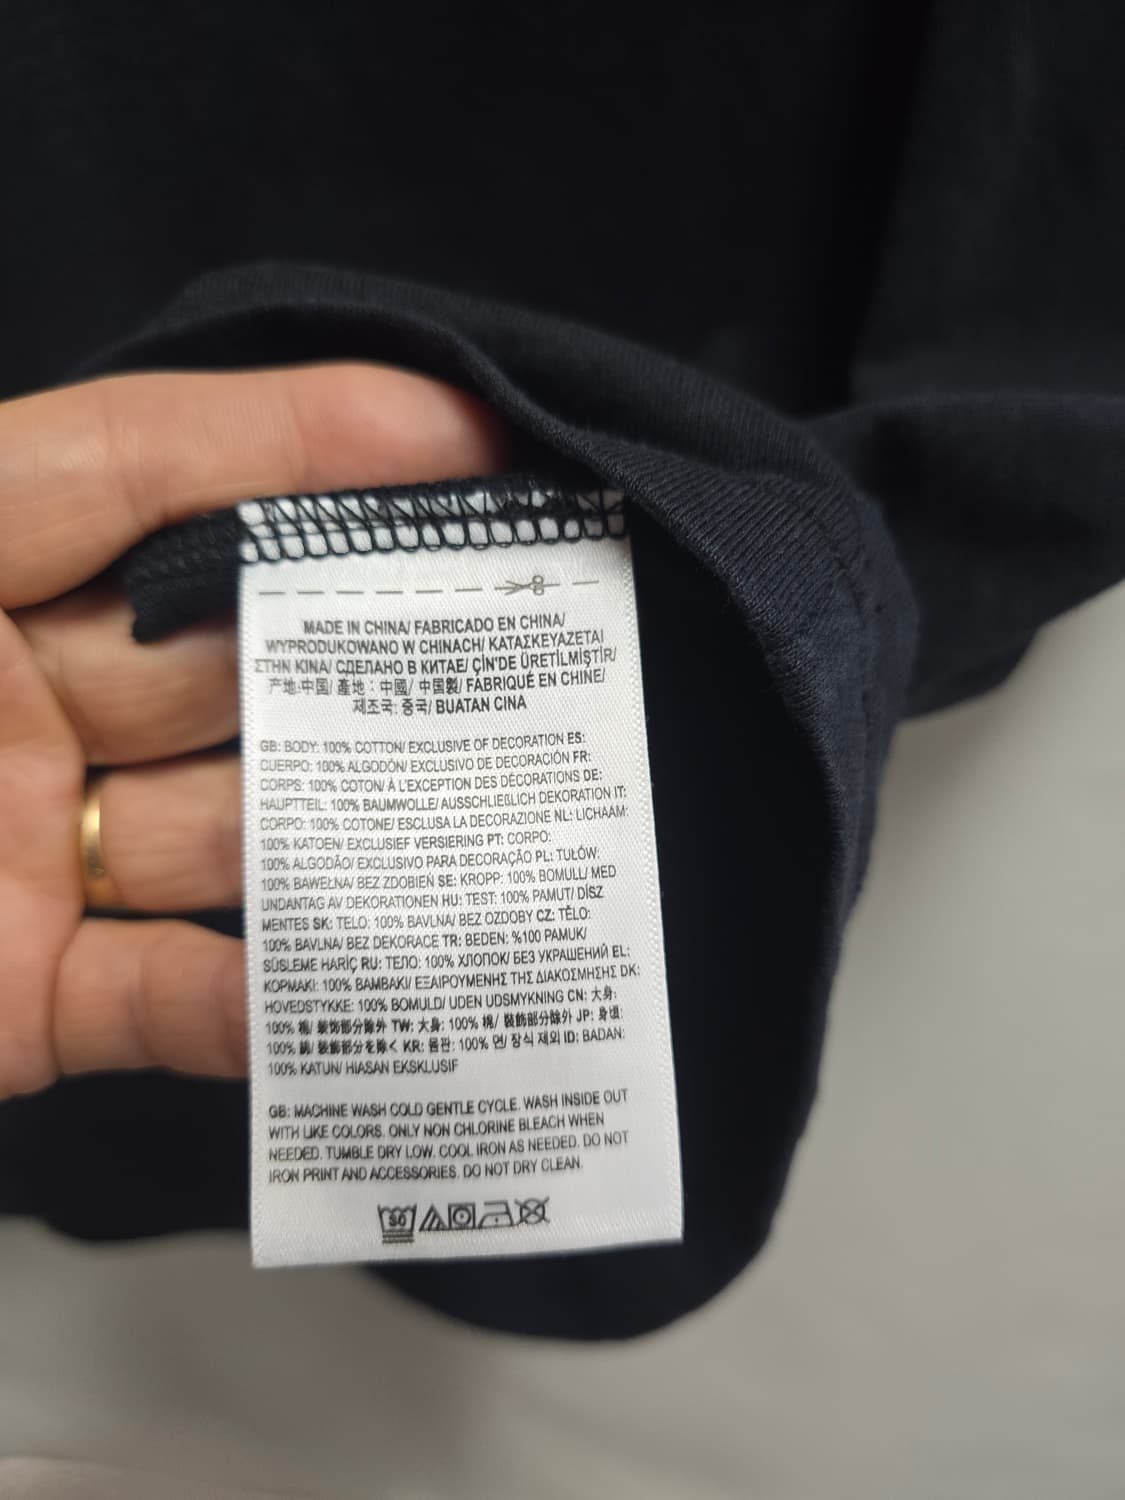 MADE IN CHINA/ FABRICADO EN CHINA/
WYPRODUKOWANO W CHINACH/ ΚΑΤΑΣΚΕΥΑΖΕΤΑΙ
ΣΤΗΝ ΚΙΝΑ/ СДЕЛАНО В КИТАЕ/ ÇİN'DE ÜRETİLMİŞTİR/
产地:中国/ 產地：中國/ 中国製/ FABRIQUÉ EN CHINE/
제조국: 중국/ BUATAN CINA
GB: BODY: 100% COTTON/ EXCLUSIVE OF DECORATION ES:
CUERPO: 100% ALGODÓN/ EXCLUSIVO DE DECORACIÓN FR:
CORPS: 100% COTON/ À L'EXCEPTION DES DÉCORATIONS DE:
HAUPTTEIL: 100% BAUMWOLLE/ AUSSCHLIEßLICH DEKORATION IT:
CORPO: 100% COTONE/ ESCLUSA LA DECORAZIONE NL: LICHAAM:
100% KATOEN/ EXCLUSIEF VERSIERING PT: CORPO:
100% ALGODÃO/ EXCLUSIVO PARA DECORAÇÃO PL: TUŁÓW:
100% BAWEŁNA/ BEZ ZDOBIEŃ SE: KROPP: 100% BOMULL/ MED
UNDANTAG AV DEKORATIONEN HU: TEST: 100% PAMUT/ DÍSZ
MENTES SK: TELO: 100% BAVLNA/ BEZ OZDOBY CZ: TĚLO:
100% BAVLNA/ BEZ DEKORACE TR: BEDEN: %100 PAMUK/
SÜSLEME HARİÇ RU: ТЕЛО: 100% ХЛОПОК/ БЕЗ УКРАШЕНИЙ EL:
ΚΟΡΜΑΚΙ: 100% ΒΑΜΒΑΚΙ/ ΕΞΑΙΡΟΥΜΕΝΗΣ ΤΗΣ ΔΙΑΚΟΣΜΗΣΗΣ DK:
HOVEDSTYKKE: 100% BOMULD/ UDEN UDSMYKNING CN: 大身:
100% 棉/ 装饰部分除外 TW: 大身: 100% 棉/ 裝飾部分除外 JP: 身頃:
100% 綿/ 装飾部分を除く KR: 몸판: 100% 면/ 장식 제외 ID: BADAN:
100% KATUN/ HIASAN EKSKLUSIF
GB: MACHINE WASH COLD GENTLE CYCLE. WASH INSIDE OUT
WITH LIKE COLORS. ONLY NON CHLORINE BLEACH WHEN
NEEDED. TUMBLE DRY LOW. COOL IRON AS NEEDED. DO NOT
IRON PRINT AND ACCESSORIES. DO NOT DRY CLEAN.